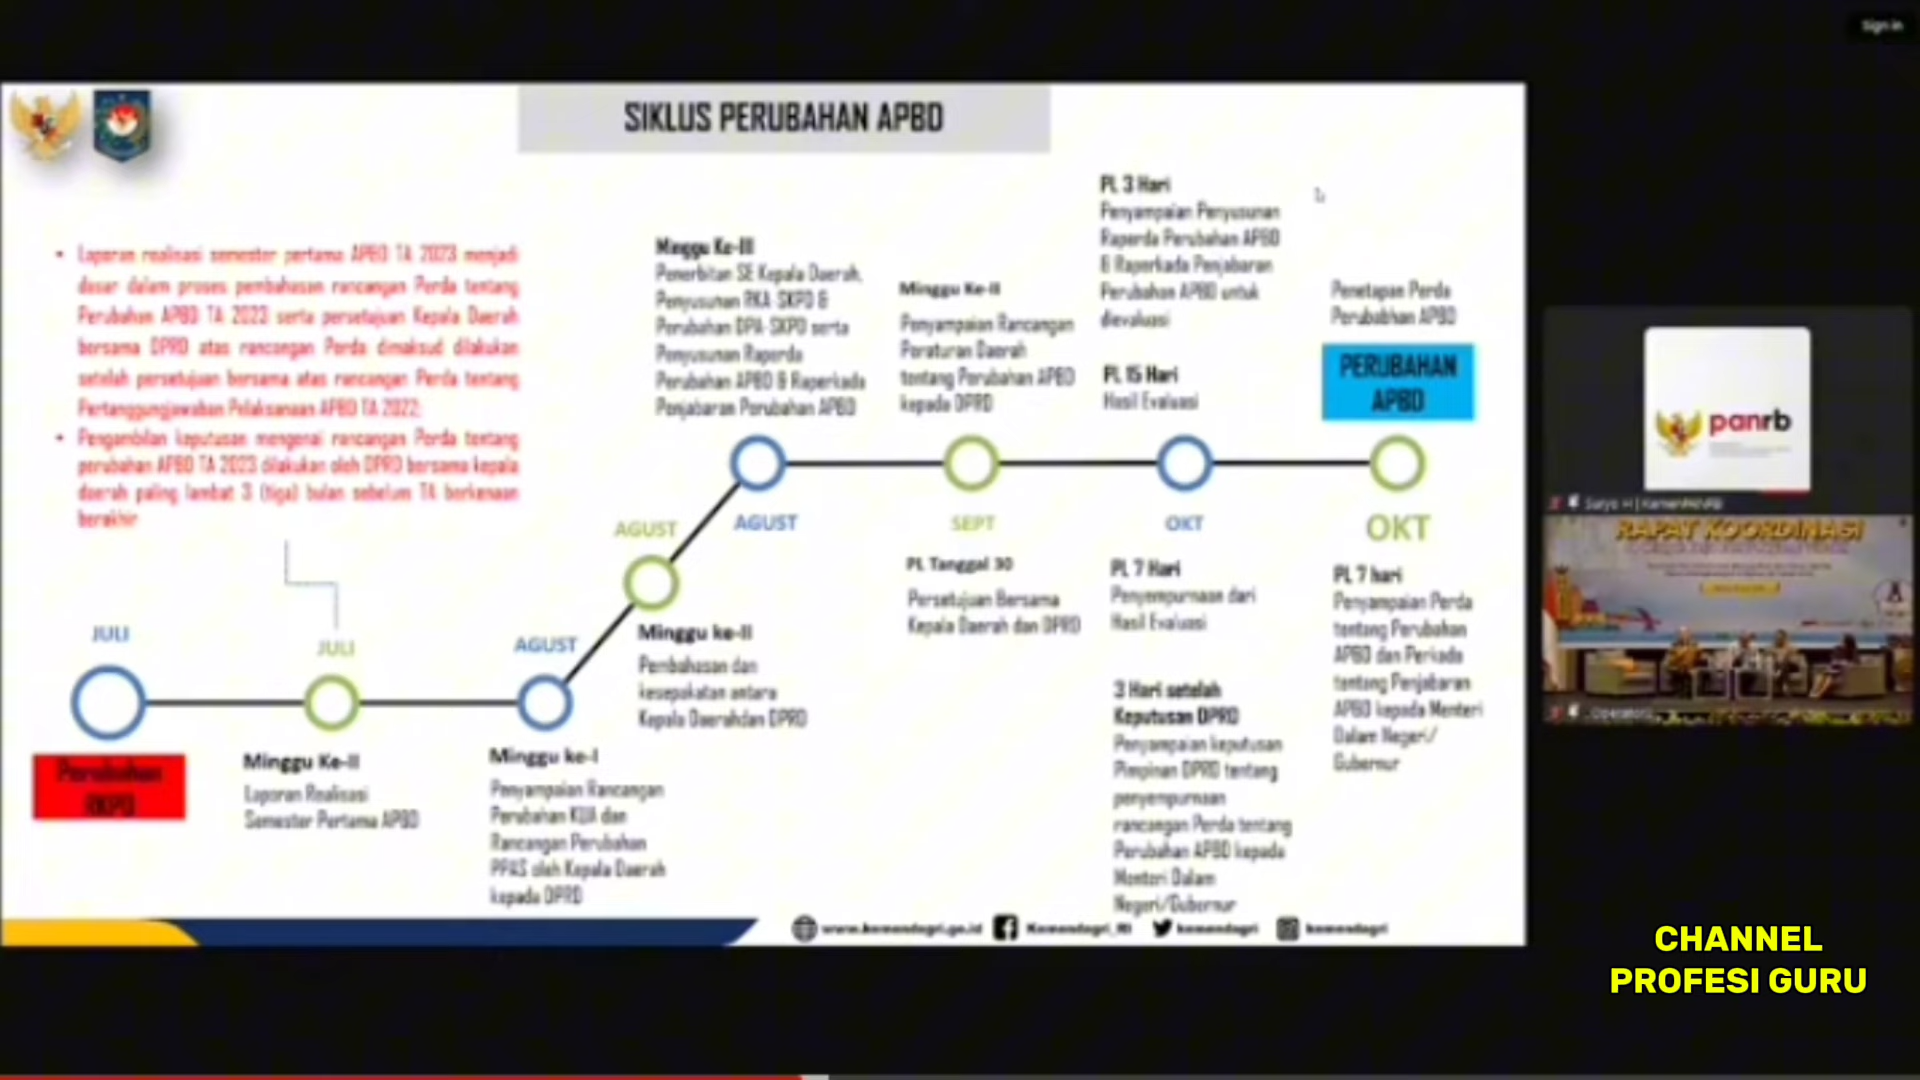 Sign in
SIKLUS PERUBAHAN APBD
• Laporan realisasi semester pertama APBD TA 2023 menjadi
dasar dalam proses pembahasan rancangan Perda tentang
Perubahan APBD TA 2023 serta persetujuan Kepala Daerah
bersama DPRD atas rancangan Perda dimaksud dilakukan
setelah persetujuan bersama atas rancangan Perda tentang
Pertanggungjawaban Pelaksanaan APBD TA 2022;
• Pengambilan keputusan mengenai rancangan Perda tentang
perubahan APBD TA 2023 dilakukan oleh DPRD bersama kepala
daerah paling lambat 3 (tiga) bulan sebelum TA berkenaan
berakhir
JULI
Perubahan
RKPD
JULI
Minggu Ke-II
Laporan Realisasi
Semester Pertama APBD
AGUST
Minggu ke-I
Penyampaian Rancangan
Perubahan KUA dan
Rancangan Perubahan
PPAS oleh Kepala Daerah
kepada DPRD
AGUST
Minggu ke-II
Pembahasan dan
kesepakatan antara
Kepala Daerahdan DPRD
Minggu Ke-III
Penerbitan SE Kepala Daerah,
Penyusunan RKA-SKPD &
Perubahan DPA-SKPD serta
Penyusunan Raperda
Perubahan APBD & Raperkada
Penjabaran Perubahan APBD
AGUST
Minggu Ke-II
Penyampaian Rancangan
Peraturan Daerah
tentang Perubahan APBD
kepada DPRD
SEPT
PL Tanggal 30
Persetujuan Bersama
Kepala Daerah dan DPRD
PL 3 Hari
Penyampaian Penyusunan
Raperda Perubahan APBD
& Raperkada Penjabaran
Perubahan APBD untuk
dievaluasi
PL 15 Hari
Hasil Evaluasi
OKT
PL 7 Hari
Penyempurnaan dari
Hasil Evaluasi
3 Hari setelah
Keputusan DPRD
Penyampaian keputusan
Pimpinan DPRD tentang
penyempurnaan
rancangan Perda tentang
Perubahan APBD kepada
Menteri Dalam
Negeri/Gubernur
Penetapan Perda
Perubabhan APBD
PERUBAHAN
APBD
OKT
PL 7 hari
Penyampaian Perda
tentang Perubahan
APBD dan Perkada
tentang Penjabaran
APBD kepada Menteri
Dalam Negeri/
Gubernur
www.kemendagri.go.id
Kemendagri_RI
kemendagri
kemendagri
panrb
Suryo H | KemenPANRB
RAPAT KOORDINASI
Operator
CHANNEL
PROFESI GURU